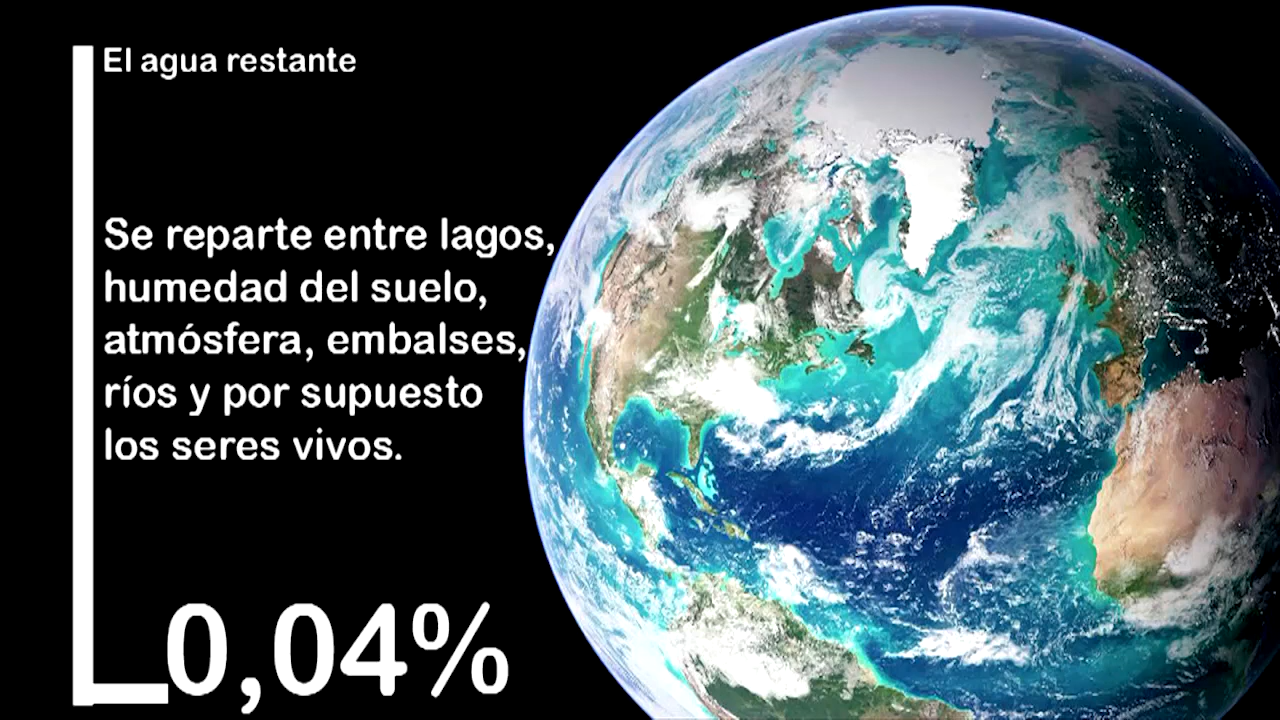 El agua restante
Se reparte entre lagos,
humedad del suelo,
atmósfera, embalses,
ríos y por supuesto
los seres vivos.
0,04%